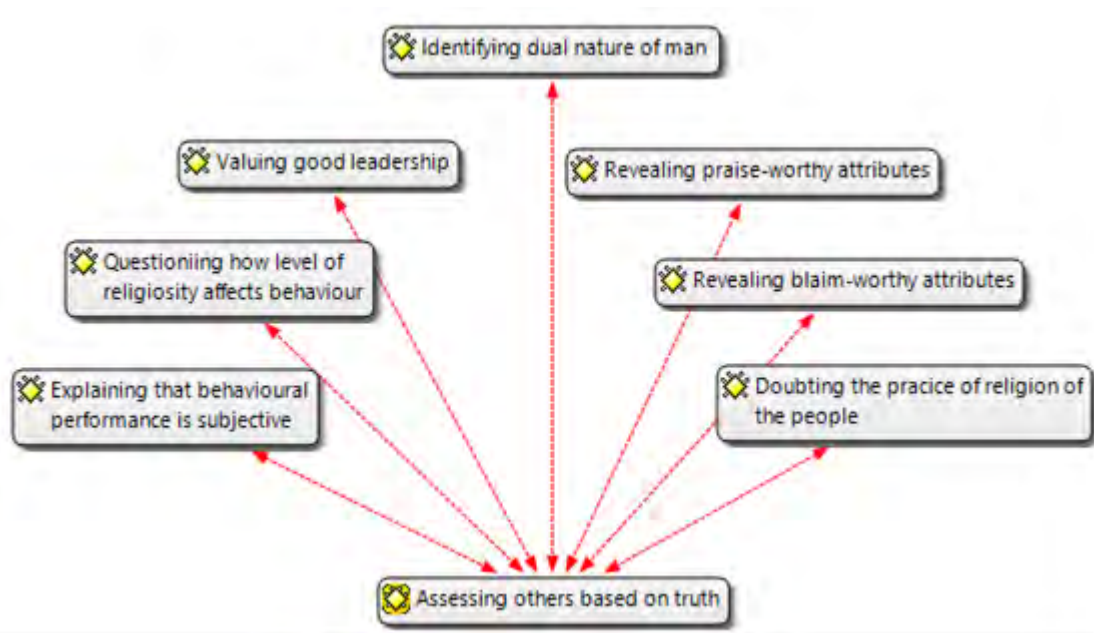 Identifying dual nature of man
Valuing good leadership
Revealing praise-worthy attributes
Questioniing how level of
religiosity affects behaviour
Revealing blaim-worthy attributes
Explaining that behavioural
performance is subjective
Doubting the pracice of religion of
the people
Assessing others based on truth